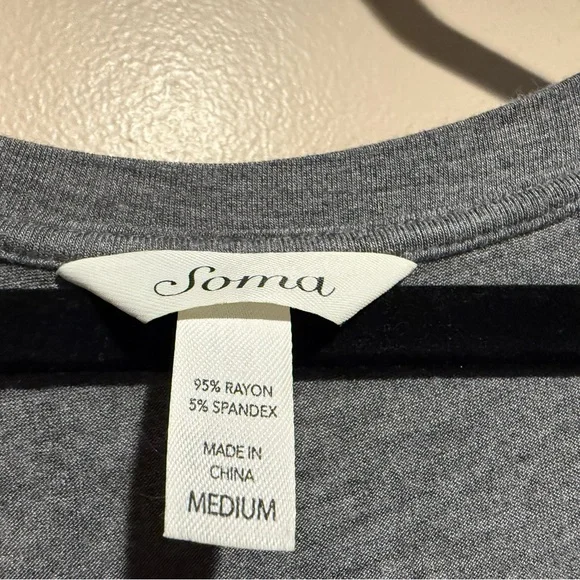 Soma
95% RAYON
5% SPANDEX
MADE IN
CHINA
MEDIUM